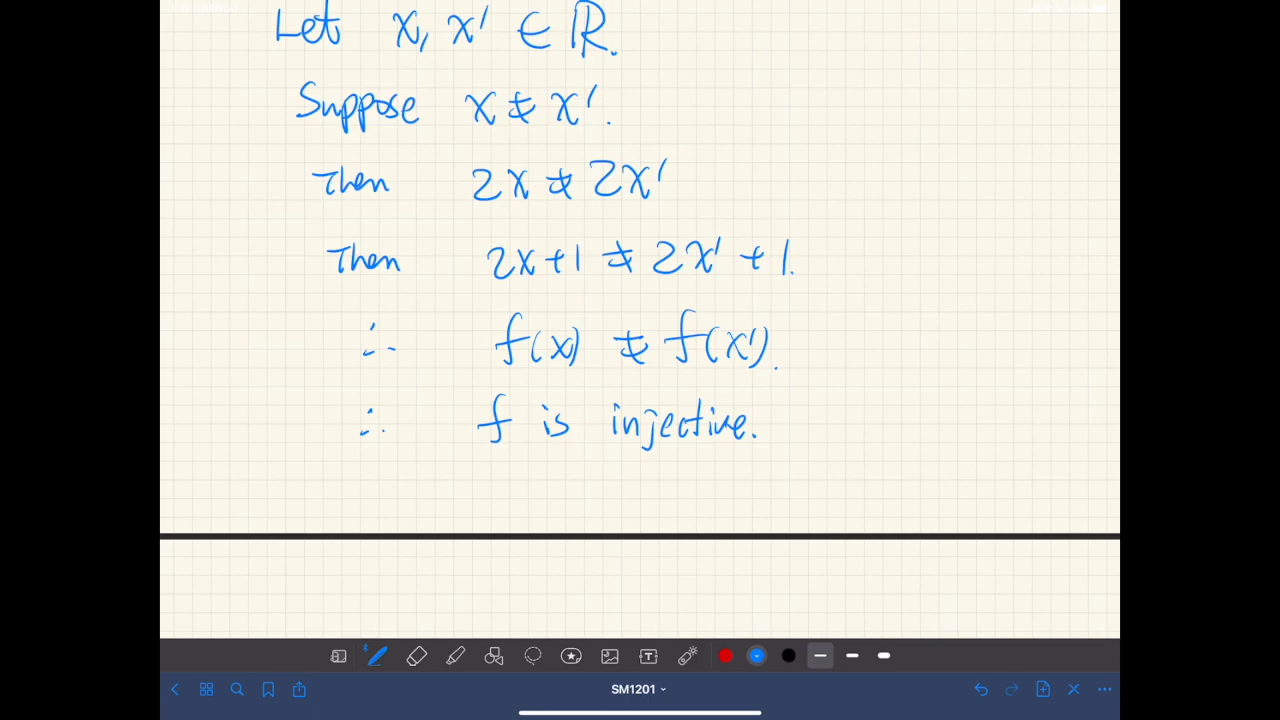 Let x, x' ∈ ℝ.
Suppose x ≠ x'.
Then 2x ≠ 2x'
Then 2x+1 ≠ 2x' + 1.
∴ f(x) ≠ f(x').
∴ f is injective.
SM1201